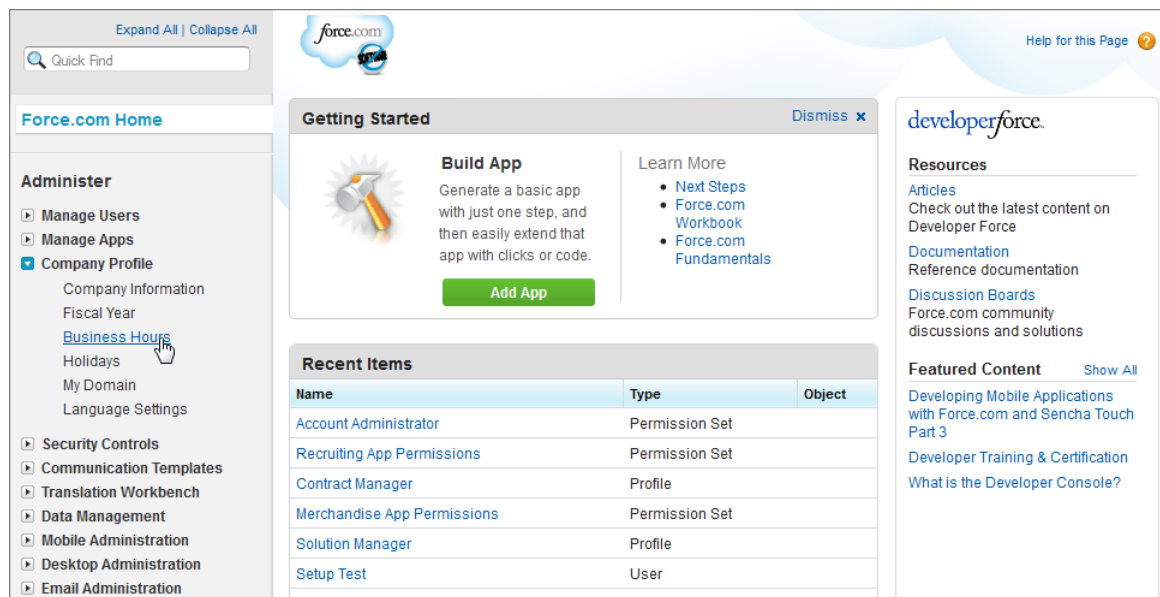 Expand All | Collapse All
Quick Find
Force.com Home
Administer
Manage Users
Manage Apps
Company Profile
Company Information
Fiscal Year
Business Hours
Holidays
My Domain
Language Settings
Security Controls
Communication Templates
Translation Workbench
Data Management
Mobile Administration
Desktop Administration
Email Administration
force.com
SOFTWARE
Help for this Page ?
Getting Started
Dismiss x
Build App
Generate a basic app
with just one step, and
then easily extend that
app with clicks or code.
Add App
Learn More
• Next Steps
• Force.com
Workbook
• Force.com
Fundamentals
Recent Items
Name Type Object
Account Administrator Permission Set
Recruiting App Permissions Permission Set
Contract Manager Profile
Merchandise App Permissions Permission Set
Solution Manager Profile
Setup Test User
developerforce.
Resources
Articles
Check out the latest content on
Developer Force
Documentation
Reference documentation
Discussion Boards
Force.com community
discussions and solutions
Featured Content Show All
Developing Mobile Applications
with Force.com and Sencha Touch
Part 3
Developer Training & Certification
What is the Developer Console?